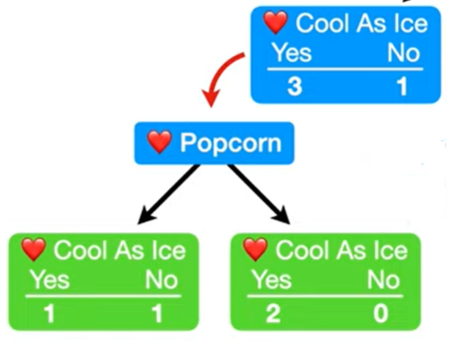 ❤️ Cool As Ice
Yes No
3 1
❤️ Popcorn
❤️ Cool As Ice
Yes No
1 1
❤️ Cool As Ice
Yes No
2 0